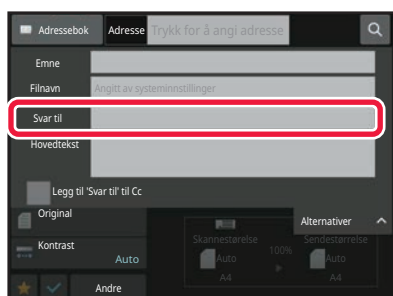 Adressebok Adresse Trykk for å angi adresse
Emne
Filnavn Angitt av systeminnstillinger
Svar til
Hovedtekst
Legg til 'Svar til' til Cc
Original
Alternativer
Kontrast
Auto
Skannestørelse 100% Sendestørrelse
Auto Auto
A4 A4
Andre